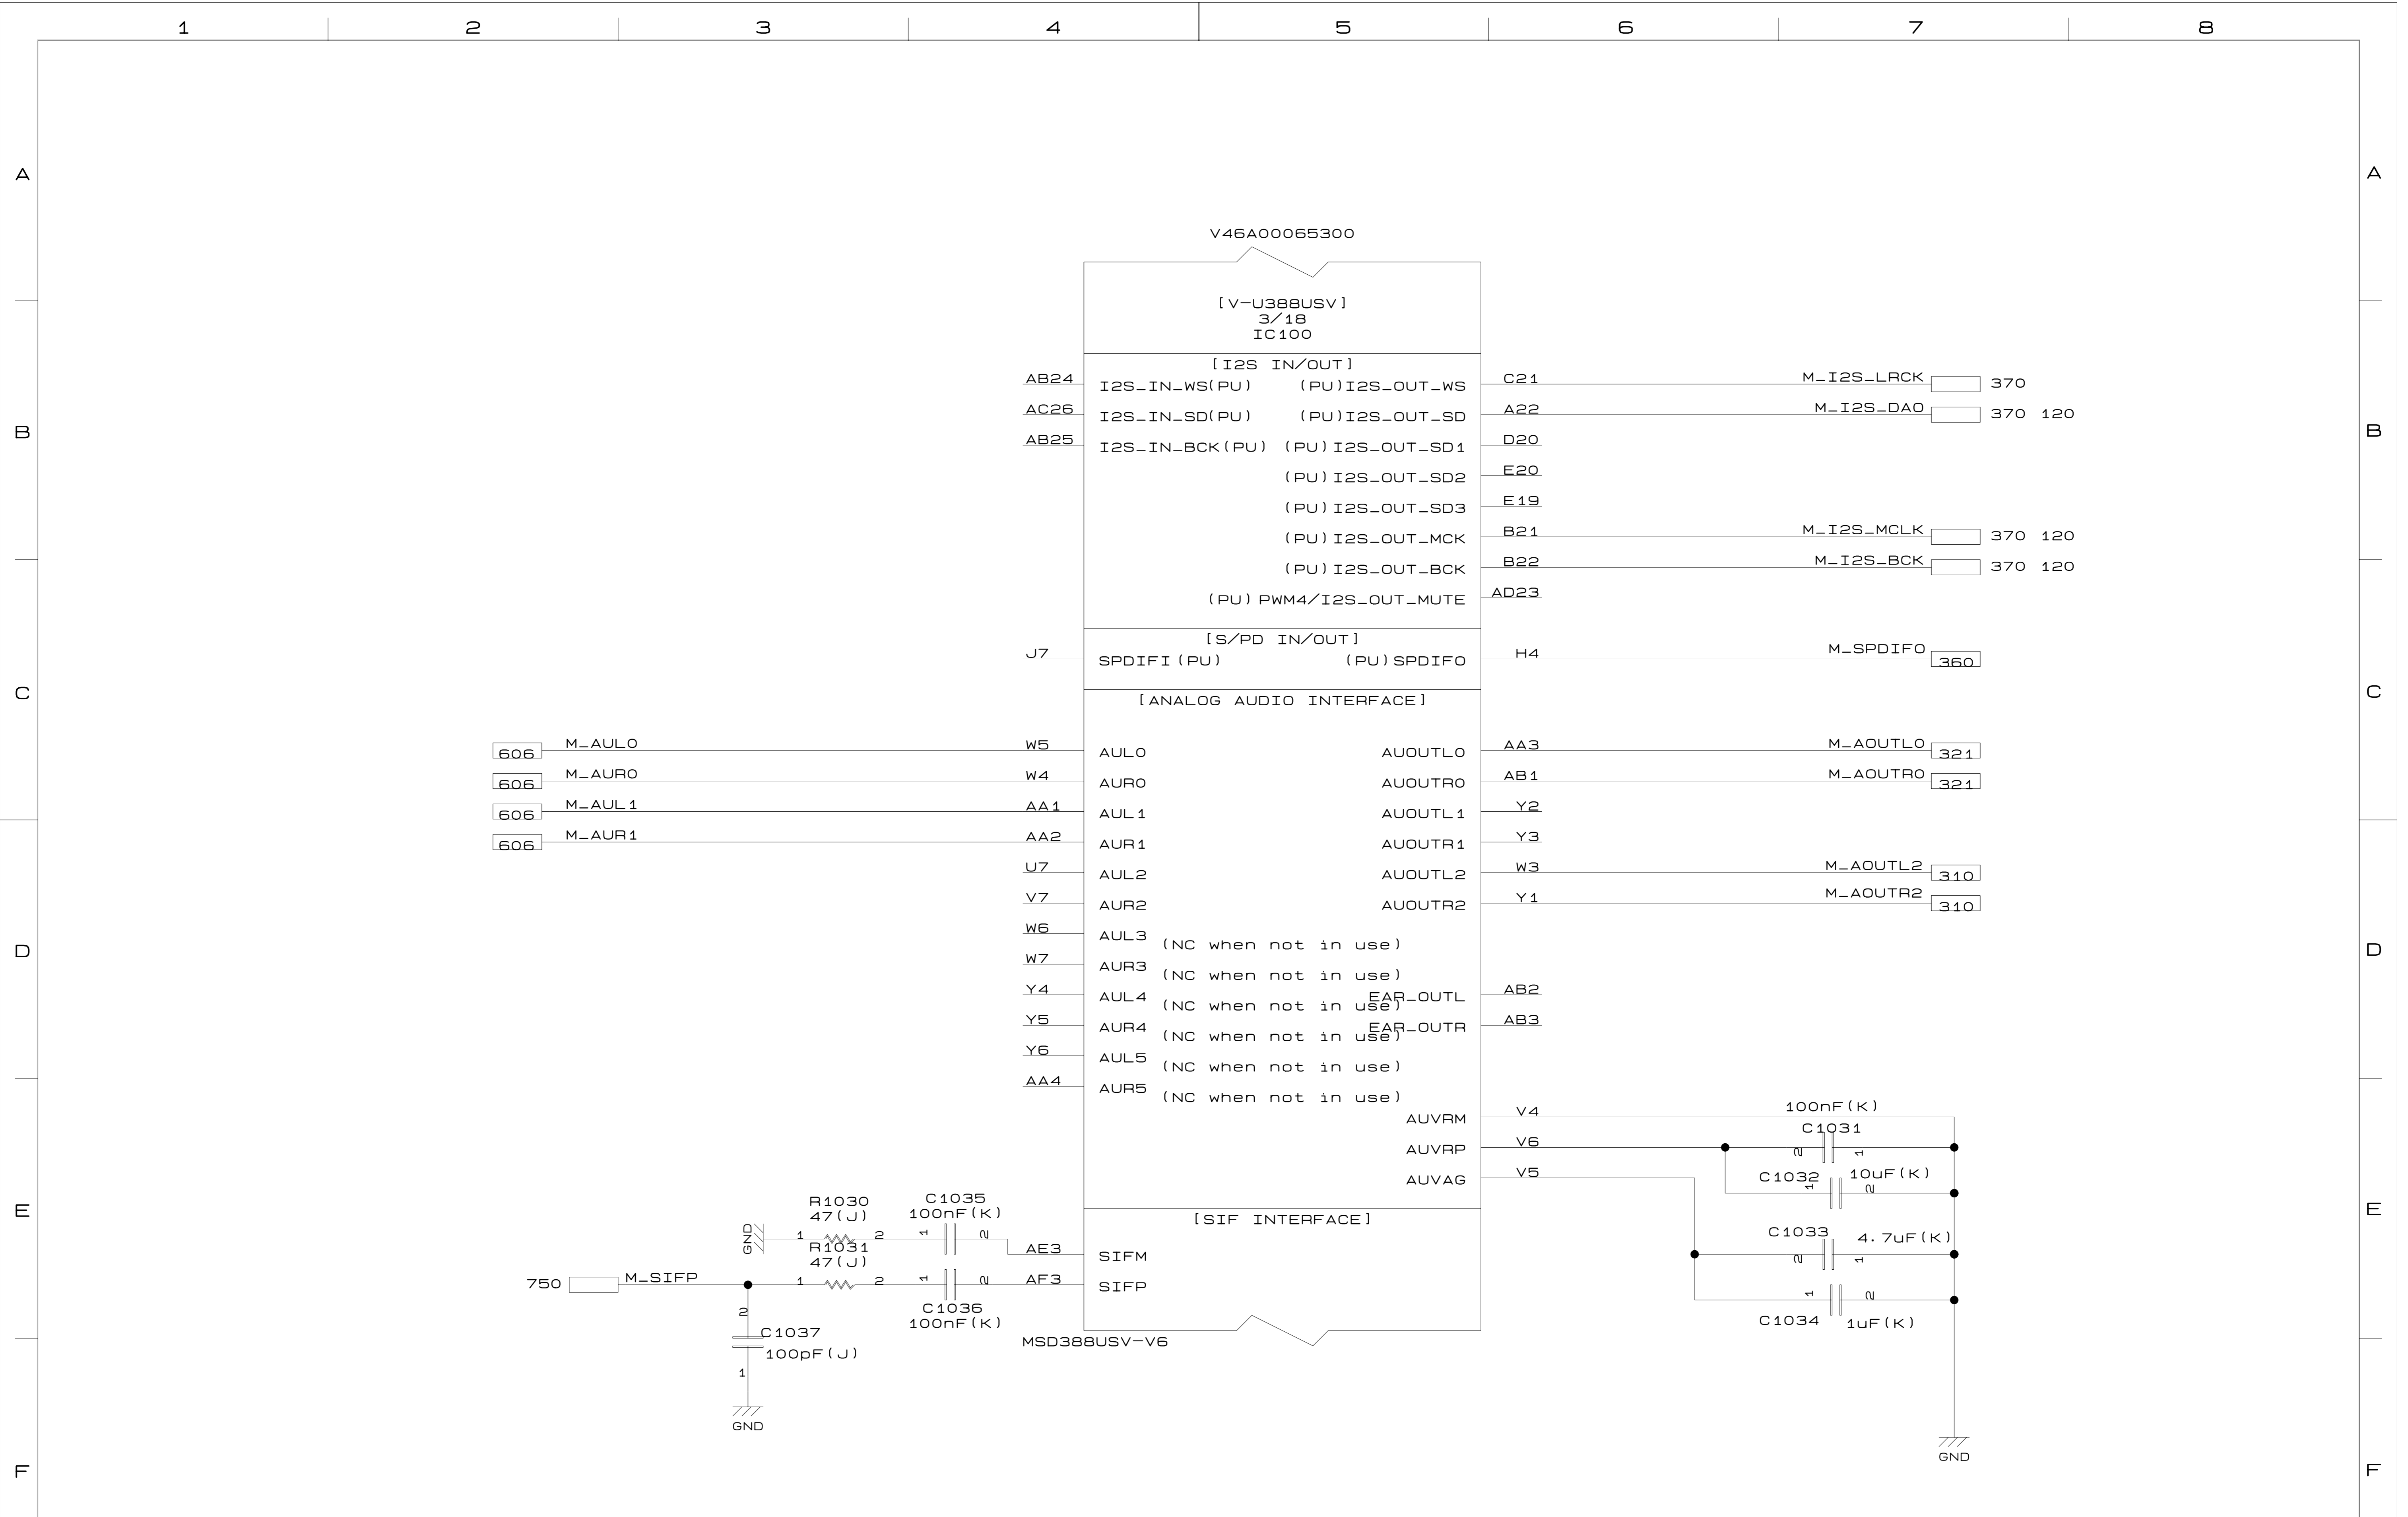 1 2 3 4 5 6 7 8
A A
V46A00065300
[V-U388USV]
3/18
IC100
[I2S IN/OUT]
AB24 I2S_IN_WS(PU) (PU)I2S_OUT_WS C21 M_I2S_LRCK 370
AC26 I2S_IN_SD(PU) (PU)I2S_OUT_SD A22 M_I2S_DAO 370 120
B B
AB25 I2S_IN_BCK(PU) (PU)I2S_OUT_SD1 D20
(PU)I2S_OUT_SD2 E20
(PU)I2S_OUT_SD3 E19
(PU)I2S_OUT_MCK B21 M_I2S_MCLK 370 120
(PU)I2S_OUT_BCK B22 M_I2S_BCK 370 120
(PU)PWM4/I2S_OUT_MUTE AD23
[S/PD IN/OUT]
J7 SPDIFI(PU) (PU)SPDIFO H4 M_SPDIFO 360
C C
[ANALOG AUDIO INTERFACE]
606 M_AUL0 W5 AUL0 AUOUTL0 AA3 M_AOUTL0 321
606 M_AUR0 W4 AUR0 AUOUTR0 AB1 M_AOUTR0 321
606 M_AUL1 AA1 AUL1 AUOUTL1 Y2
606 M_AUR1 AA2 AUR1 AUOUTR1 Y3
U7 AUL2 AUOUTL2 W3 M_AOUTL2 310
V7 AUR2 AUOUTR2 Y1 M_AOUTR2 310
W6 AUL3 (NC when not in use)
D D
W7 AUR3 (NC when not in use)
Y4 AUL4 (NC when not in use) EAR_OUTL AB2
Y5 AUR4 (NC when not in use) EAR_OUTR AB3
Y6 AUL5 (NC when not in use)
AA4 AUR5 (NC when not in use)
100nF(K)
AUVRM V4
C1031
AUVRP V6
2 1
AUVAG V5 C1032 10uF(K)
1 2
E E
R1030 C1035
47(J) 100nF(K)
[SIF INTERFACE]
GND 1 2 1 2
C1033 4.7uF(K)
R1031
47(J)
AE3 SIFM
2 1
750 M_SIFP 1 2 1 2 AF3 SIFP
1 2
C1036
100nF(K)
C1034 1uF(K)
2
C1037
100pF(J)
1
MSD388USV-V6
GND
GND
F F